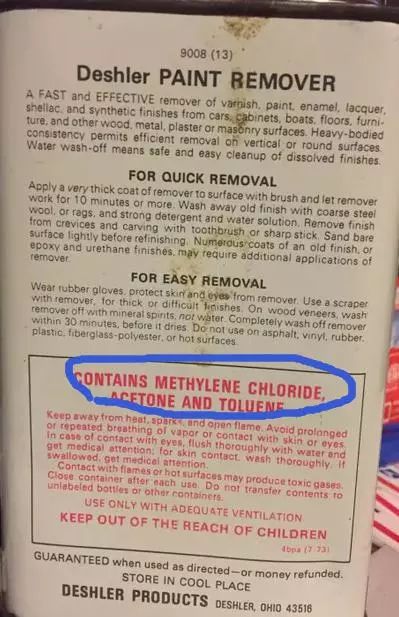 9008 (13)
Deshler PAINT REMOVER
A FAST and EFFECTIVE remover of varnish, paint, enamel, lacquer,
shellac, and synthetic finishes from cars, cabinets, boats, floors, furni-
ture, and other wood, metal, plaster or masonry surfaces. Heavy-bodied
consistency permits efficient removal on vertical or round surfaces.
Water wash-off means safe and easy cleanup of dissolved finishes.
FOR QUICK REMOVAL
Apply a very thick coat of remover to surface with brush and let remover
work for 10 minutes or more. Wash away old finish with coarse steel
wool, or rags, and strong detergent and water solution. Remove finish
from crevices and carving with toothbrush or sharp stick. Sand bare
surface lightly before refinishing. Numerous coats of an old finish, or
epoxy and urethane finishes, may require additional applications of
remover.
FOR EASY REMOVAL
Wear rubber gloves, protect skin and eyes from remover. Use a scraper
with remover, for thick or difficult finishes. On wood veneers, wash
remover off with mineral spirits, not water. Completely wash off remover
within 30 minutes, before it dries. Do not use on asphalt, vinyl, rubber,
plastic, fiberglass-polyester, or hot surfaces.
CONTAINS METHYLENE CHLORIDE,
ACETONE AND TOLUENE
Keep away from heat, sparks, and open flame. Avoid prolonged
or repeated breathing of vapor or contact with skin or eyes.
In case of contact with eyes, flush thoroughly with water and
get medical attention; for skin contact, wash thoroughly. If
swallowed, get medical attention.
Contact with flames or hot surfaces may produce toxic gases.
Close container after each use. Do not transfer contents to
unlabeled bottles or other containers.
USE ONLY WITH ADEQUATE VENTILATION
KEEP OUT OF THE REACH OF CHILDREN
4bpa (7-73)
GUARANTEED when used as directed—or money refunded.
STORE IN COOL PLACE
DESHLER PRODUCTS DESHLER, OHIO 43516